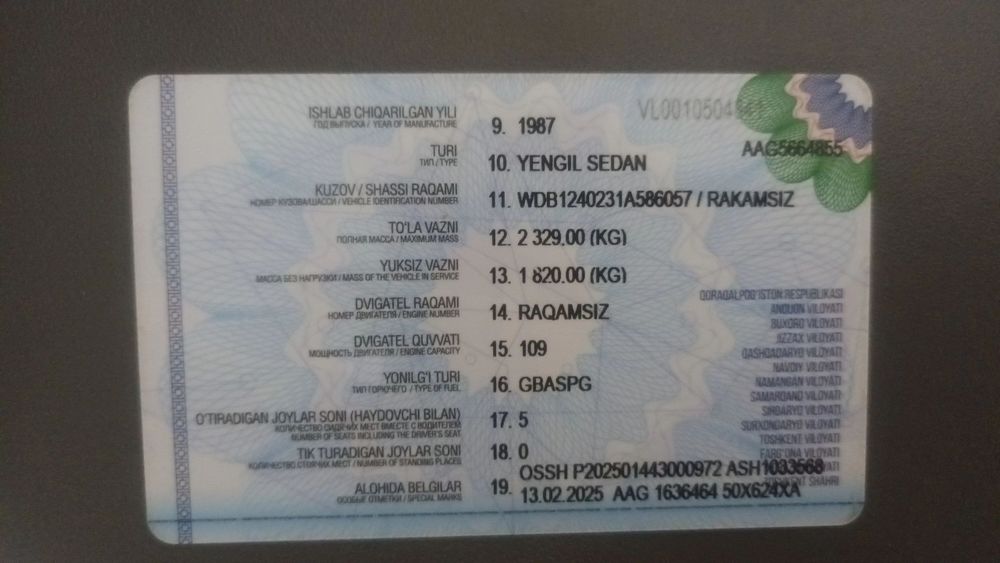 VL0010504
AAG5664855
ISHLAB CHIQARILGAN YILI 9. 1987
ГОД ВЫПУСКА / YEAR OF MANUFACTURE
TURI 10. YENGIL SEDAN
ТИП / TYPE
KUZOV / SHASSI RAQAMI 11. WDB1240231A586057 / RAKAMSIZ
НОМЕР КУЗОВА/ШАССИ / VEHICLE IDENTIFICATION NUMBER
TO'LA VAZNI 12. 2 329.00 (KG)
ПОЛНАЯ МАССА / MAXIMUM MASS
YUKSIZ VAZNI 13. 1 820.00 (KG)
МАССА БЕЗ НАГРУЗКИ / MASS OF THE VEHICLE IN SERVICE
DVIGATEL RAQAMI 14. RAQAMSIZ
НОМЕР ДВИГАТЕЛЯ / ENGINE NUMBER
DVIGATEL QUVVATI 15. 109
МОЩНОСТЬ ДВИГАТЕЛЯ / ENGINE CAPACITY
YONILG'I TURI 16. GBASPG
ТИП ГОРЮЧЕГО / TYPE OF FUEL
O'TIRADIGAN JOYLAR SONI (HAYDOVCHI BILAN) 17. 5
КОЛИЧЕСТВО СИДЯЧИХ МЕСТ ВМЕСТЕ С ВОДИТЕЛЕМ
NUMBER OF SEATS INCLUDING THE DRIVER'S SEAT
TIK TURADIGAN JOYLAR SONI 18. 0
КОЛИЧЕСТВО СТОЯЧИХ МЕСТ / NUMBER OF STANDING PLACES
ALOHIDA BELGILAR 19. OSSH P202501443000972 ASH1033568
ОСОБЫЕ ОТМЕТКИ / SPECIAL MARKS
13.02.2025 AAG 1636464 50X624XA
QORAQALPOG'ISTON RESPUBLIKASI
ANDIJON VILOYATI
BUXORO VILOYATI
JIZZAX VILOYATI
QASHQADARYO VILOYATI
NAVOIY VILOYATI
NAMANGAN VILOYATI
SAMARQAND VILOYATI
SIRDARYO VILOYATI
SURXONDARYO VILOYATI
TOSHKENT VILOYATI
FARG'ONA VILOYATI
TOSHKENT SHAHRI